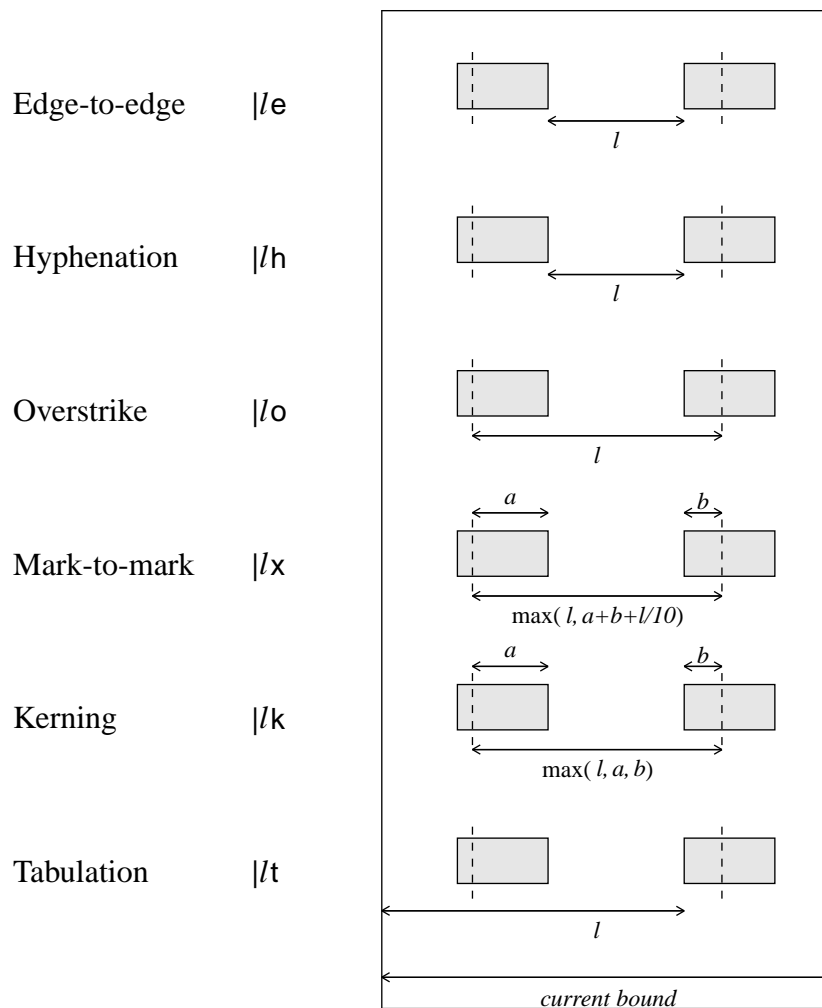 Edge-to-edge |le
l
Hyphenation |lh
l
Overstrike |lo
l
a b
Mark-to-mark |lx
max( l, a+b+l/10)
a b
Kerning |lk
max( l, a, b)
Tabulation |lt
l
current bound